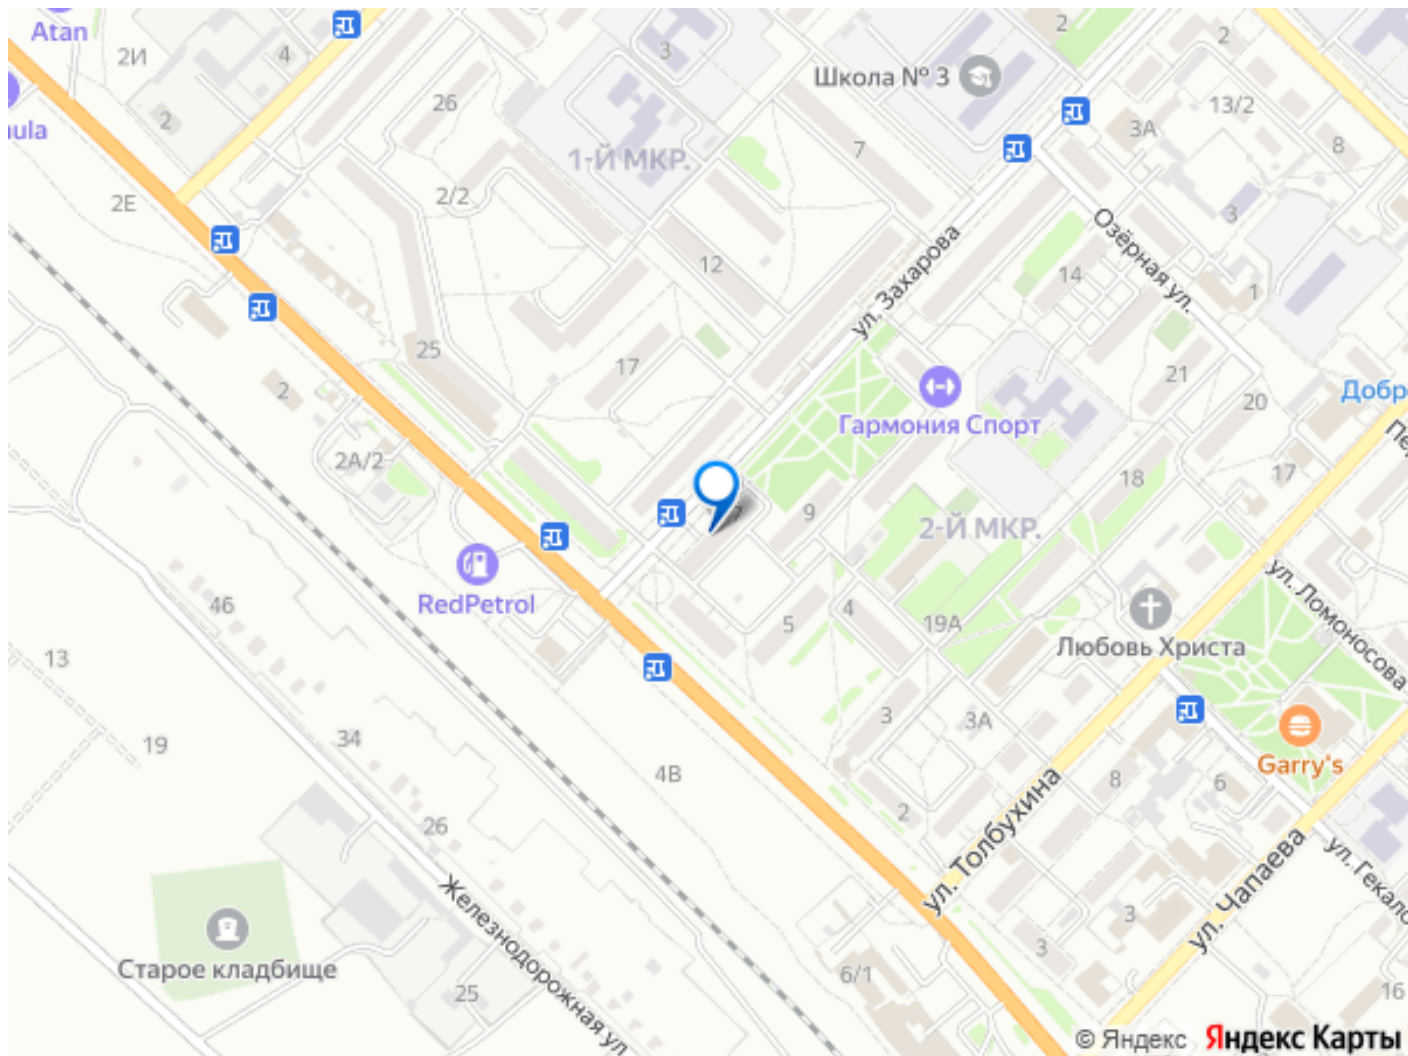 Atan
2И
4
3
2
2
Школа № 3
26
13/2
3А
8
ula
2
7
1-Й МКР.
2/2
2Е
3
Озёрная ул.
12
14
1
ул. Захарова
25
17
21
2
Гармония Спорт
20
Добр
Пе
2А/2
18
17
9
2-Й МКР.
RedPetrol
ул. Ломоносова
46
5
4
19А
Любовь Христа
13
3
3А
34
19
4В
8
6
Garry's
2
26
ул. Толбухина
ул. Чапаева
ул. Гекало
Железнодорожная ул.
3
3
Старое кладбище
6/1
25
16
© Яндекс Яндекс Карты